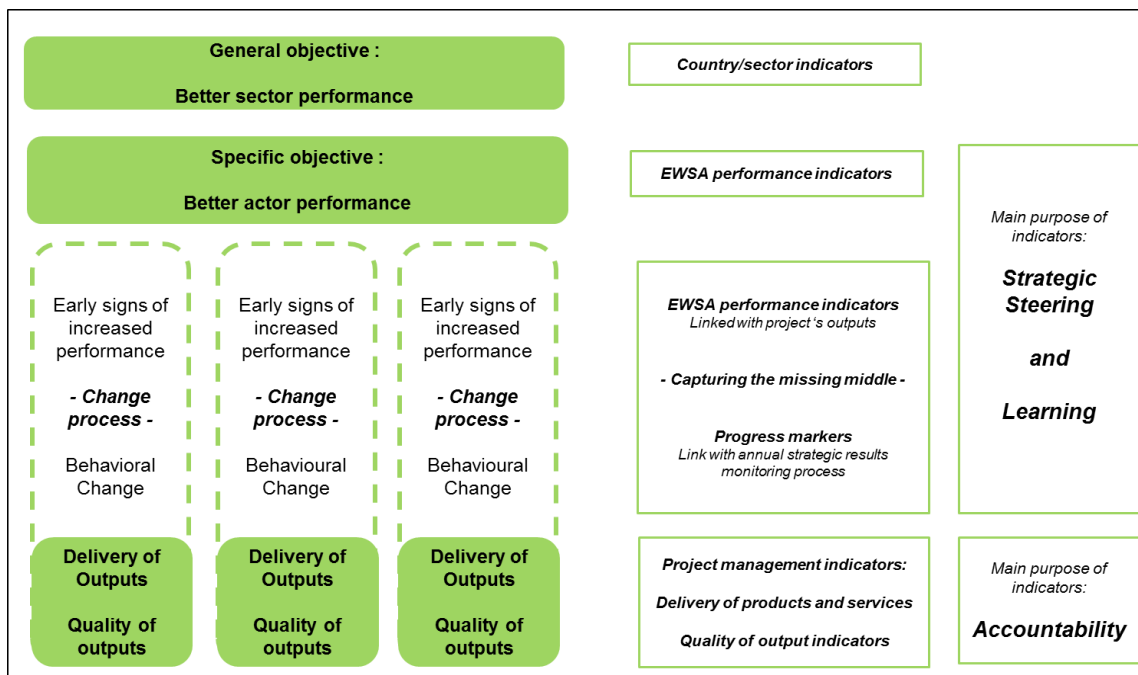 General objective :
Better sector performance
Country/sector indicators
Specific objective :
Better actor performance
EWSA performance indicators
Early signs of
increased
performance
- Change
process -
Behavioral
Change
Early signs of
increased
performance
- Change
process -
Behavioural
Change
Early signs of
increased
performance
- Change
process -
Behavioural
Change
EWSA performance indicators
Linked with project's outputs
- Capturing the missing middle -
Progress markers
Link with annual strategic results
monitoring process
Main purpose of
indicators:
Strategic
Steering
and
Learning
Delivery of
Outputs
Quality of
outputs
Delivery of
Outputs
Quality of
outputs
Delivery of
Outputs
Quality of
outputs
Project management indicators:
Delivery of products and services
Quality of output indicators
Main purpose of
indicators:
Accountability